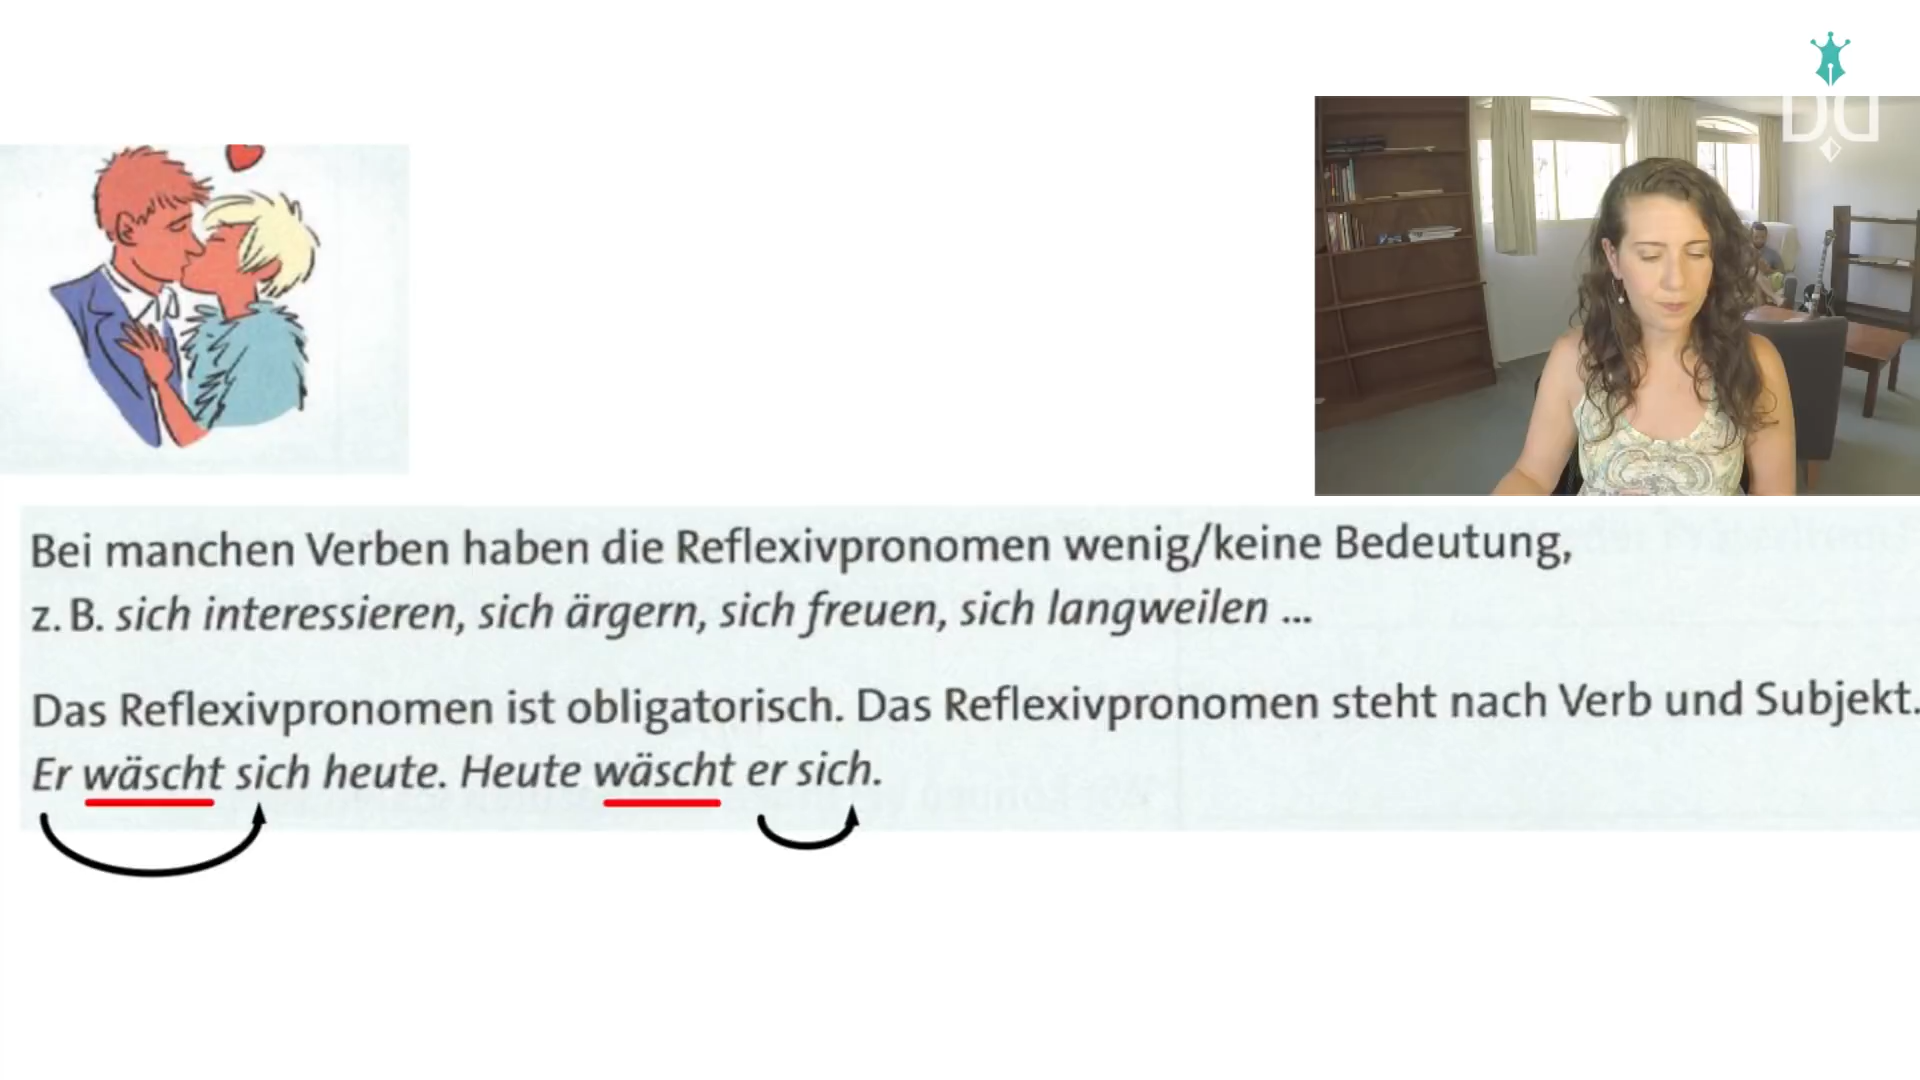 Bei manchen Verben haben die Reflexivpronomen wenig/keine Bedeutung,
z. B. sich interessieren, sich ärgern, sich freuen, sich langweilen ...
Das Reflexivpronomen ist obligatorisch. Das Reflexivpronomen steht nach Verb und Subjekt.
Er wäscht sich heute. Heute wäscht er sich.